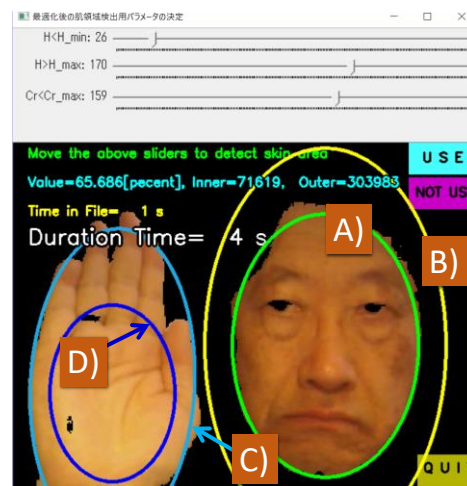 最適化後の肌領域検出用パラメータの決定
H<H_min: 26
H>H_max: 170
Cr<Cr_max: 159
Move the above sliders to detect skin area
USE
Value=65.686[pecent], Inner=71619, Outer=303983
NOT US
Time in File= 1 s
Duration Time= 4 s
A)
B)
D)
C)
QUI